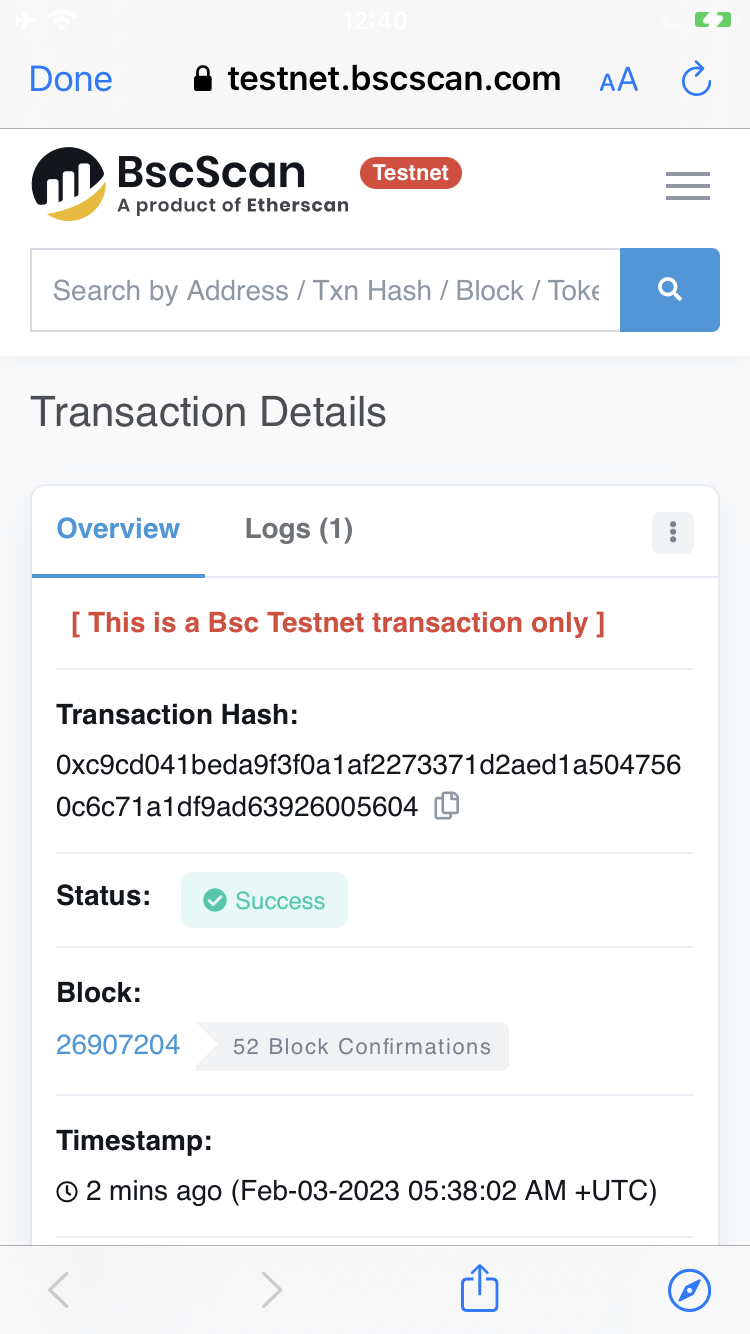 12:40
Done testnet.bscscan.com AA
BscScan Testnet
A product of Etherscan
Search by Address / Txn Hash / Block / Toke
Transaction Details
Overview Logs (1)
[ This is a Bsc Testnet transaction only ]
Transaction Hash:
0xc9cd041beda9f3f0a1af2273371d2aed1a504756
0c6c71a1df9ad63926005604
Status: Success
Block:
26907204 52 Block Confirmations
Timestamp:
2 mins ago (Feb-03-2023 05:38:02 AM +UTC)